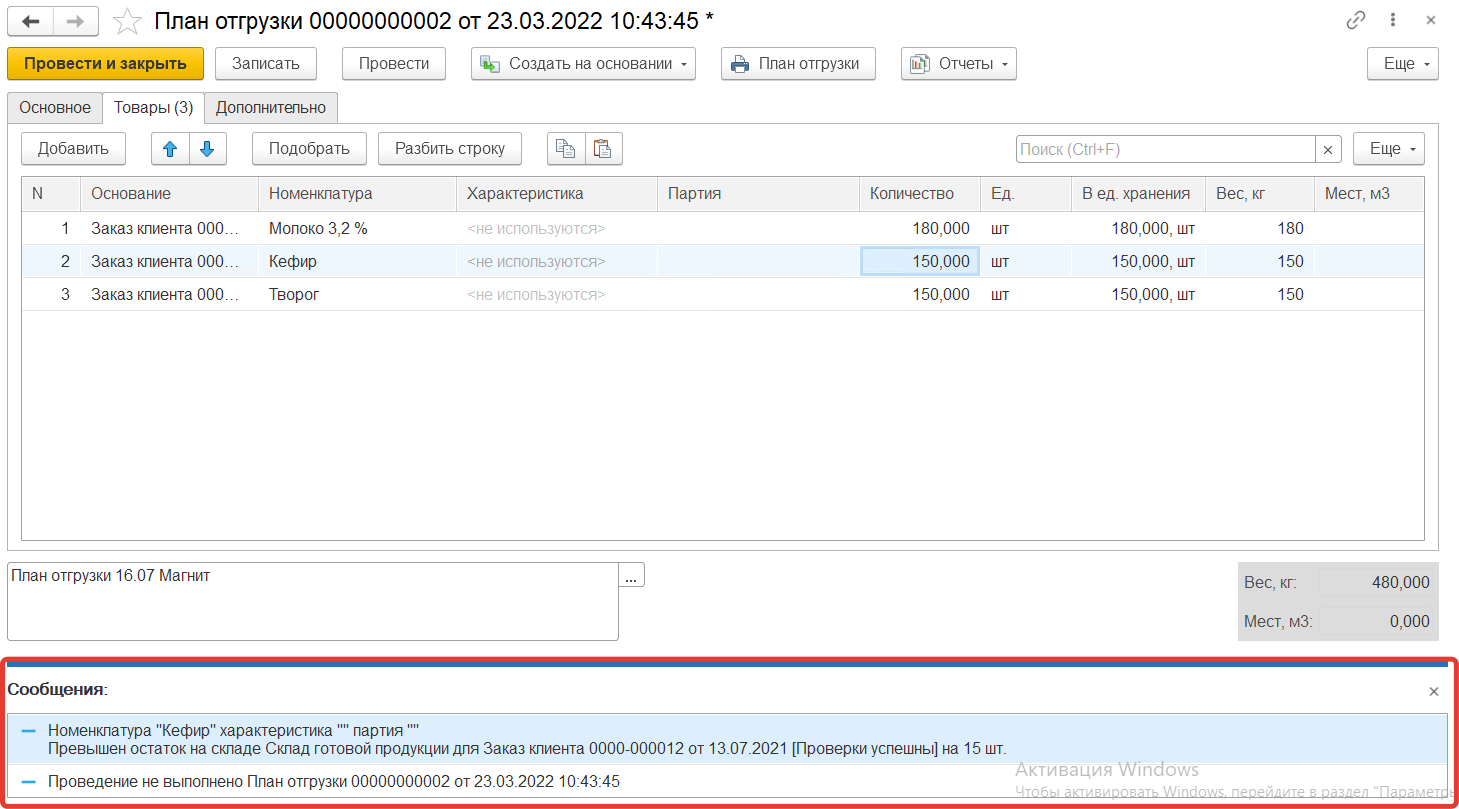 План отгрузки 00000000002 от 23.03.2022 10:43:45 *
Провести и закрыть Записать Провести Создать на основании План отгрузки Отчеты Еще
Основное Товары (3) Дополнительно
Добавить Подобрать Разбить строку Поиск (Ctrl+F) Еще
N Основание Номенклатура Характеристика Партия Количество Ед. В ед. хранения Вес, кг Мест, м3
1 Заказ клиента 000... Молоко 3,2 % <не используются> 180,000 шт 180,000, шт 180
2 Заказ клиента 000... Кефир <не используются> 150,000 шт 150,000, шт 150
3 Заказ клиента 000... Творог <не используются> 150,000 шт 150,000, шт 150
План отгрузки 16.07 Магнит ...
Вес, кг: 480,000
Мест, м3: 0,000
Сообщения:
Номенклатура "Кефир" характеристика "" партия ""
Превышен остаток на складе Склад готовой продукции для Заказ клиента 0000-000012 от 13.07.2021 [Проверки успешны] на 15 шт.
Проведение не выполнено План отгрузки 00000000002 от 23.03.2022 10:43:45
Активация Windows
Чтобы активировать Windows, перейдите в раздел "Параметры